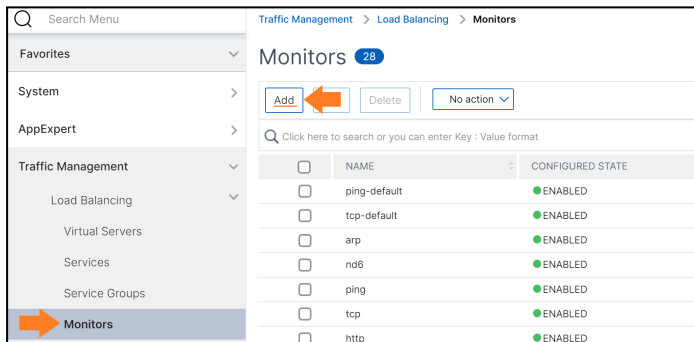 Search Menu
Favorites
System
AppExpert
Traffic Management
Load Balancing
Virtual Servers
Services
Service Groups
Monitors
Traffic Management > Load Balancing > Monitors
Monitors 28
Add Delete No action
Click here to search or you can enter Key : Value format
NAME CONFIGURED STATE
ping-default ENABLED
tcp-default ENABLED
arp ENABLED
nd6 ENABLED
ping ENABLED
tcp ENABLED
http ENABLED